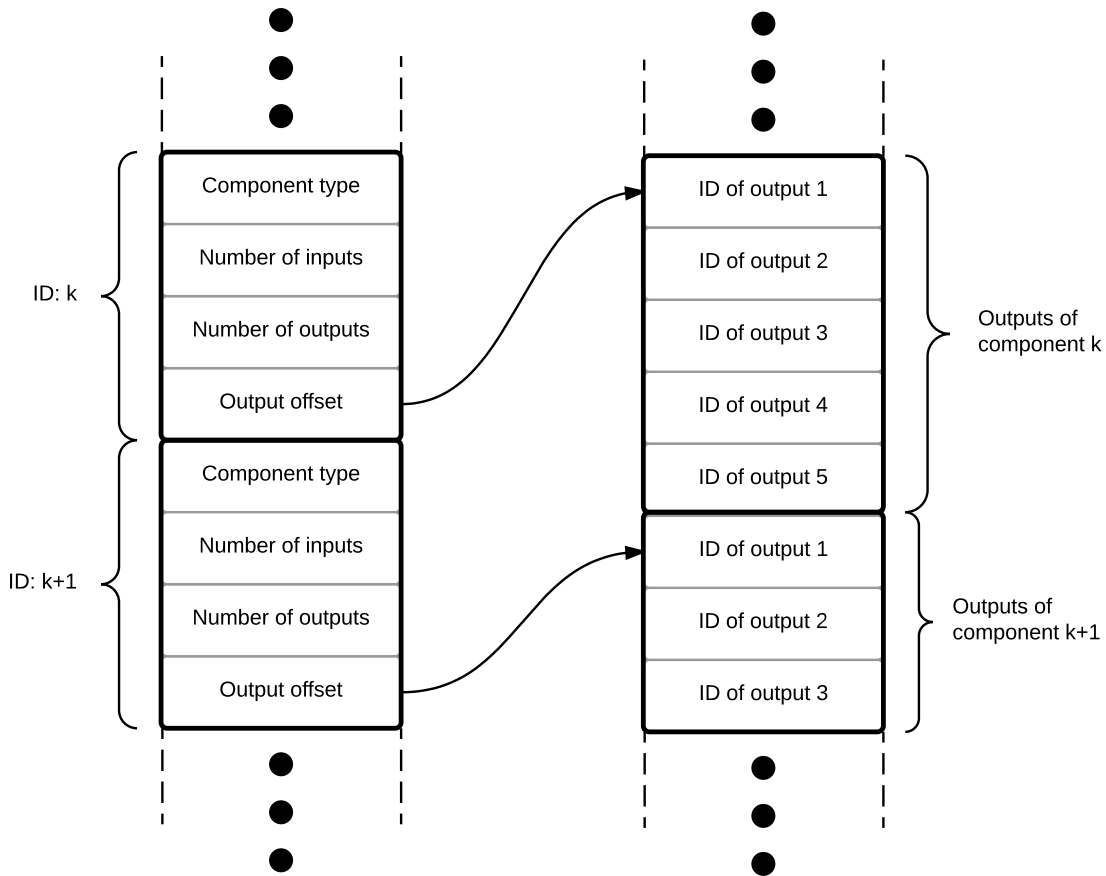 ID: k
Component type
Number of inputs
Number of outputs
Output offset
ID: k+1
Component type
Number of inputs
Number of outputs
Output offset
ID of output 1
ID of output 2
ID of output 3
ID of output 4
ID of output 5
Outputs of
component k
ID of output 1
ID of output 2
ID of output 3
Outputs of
component k+1